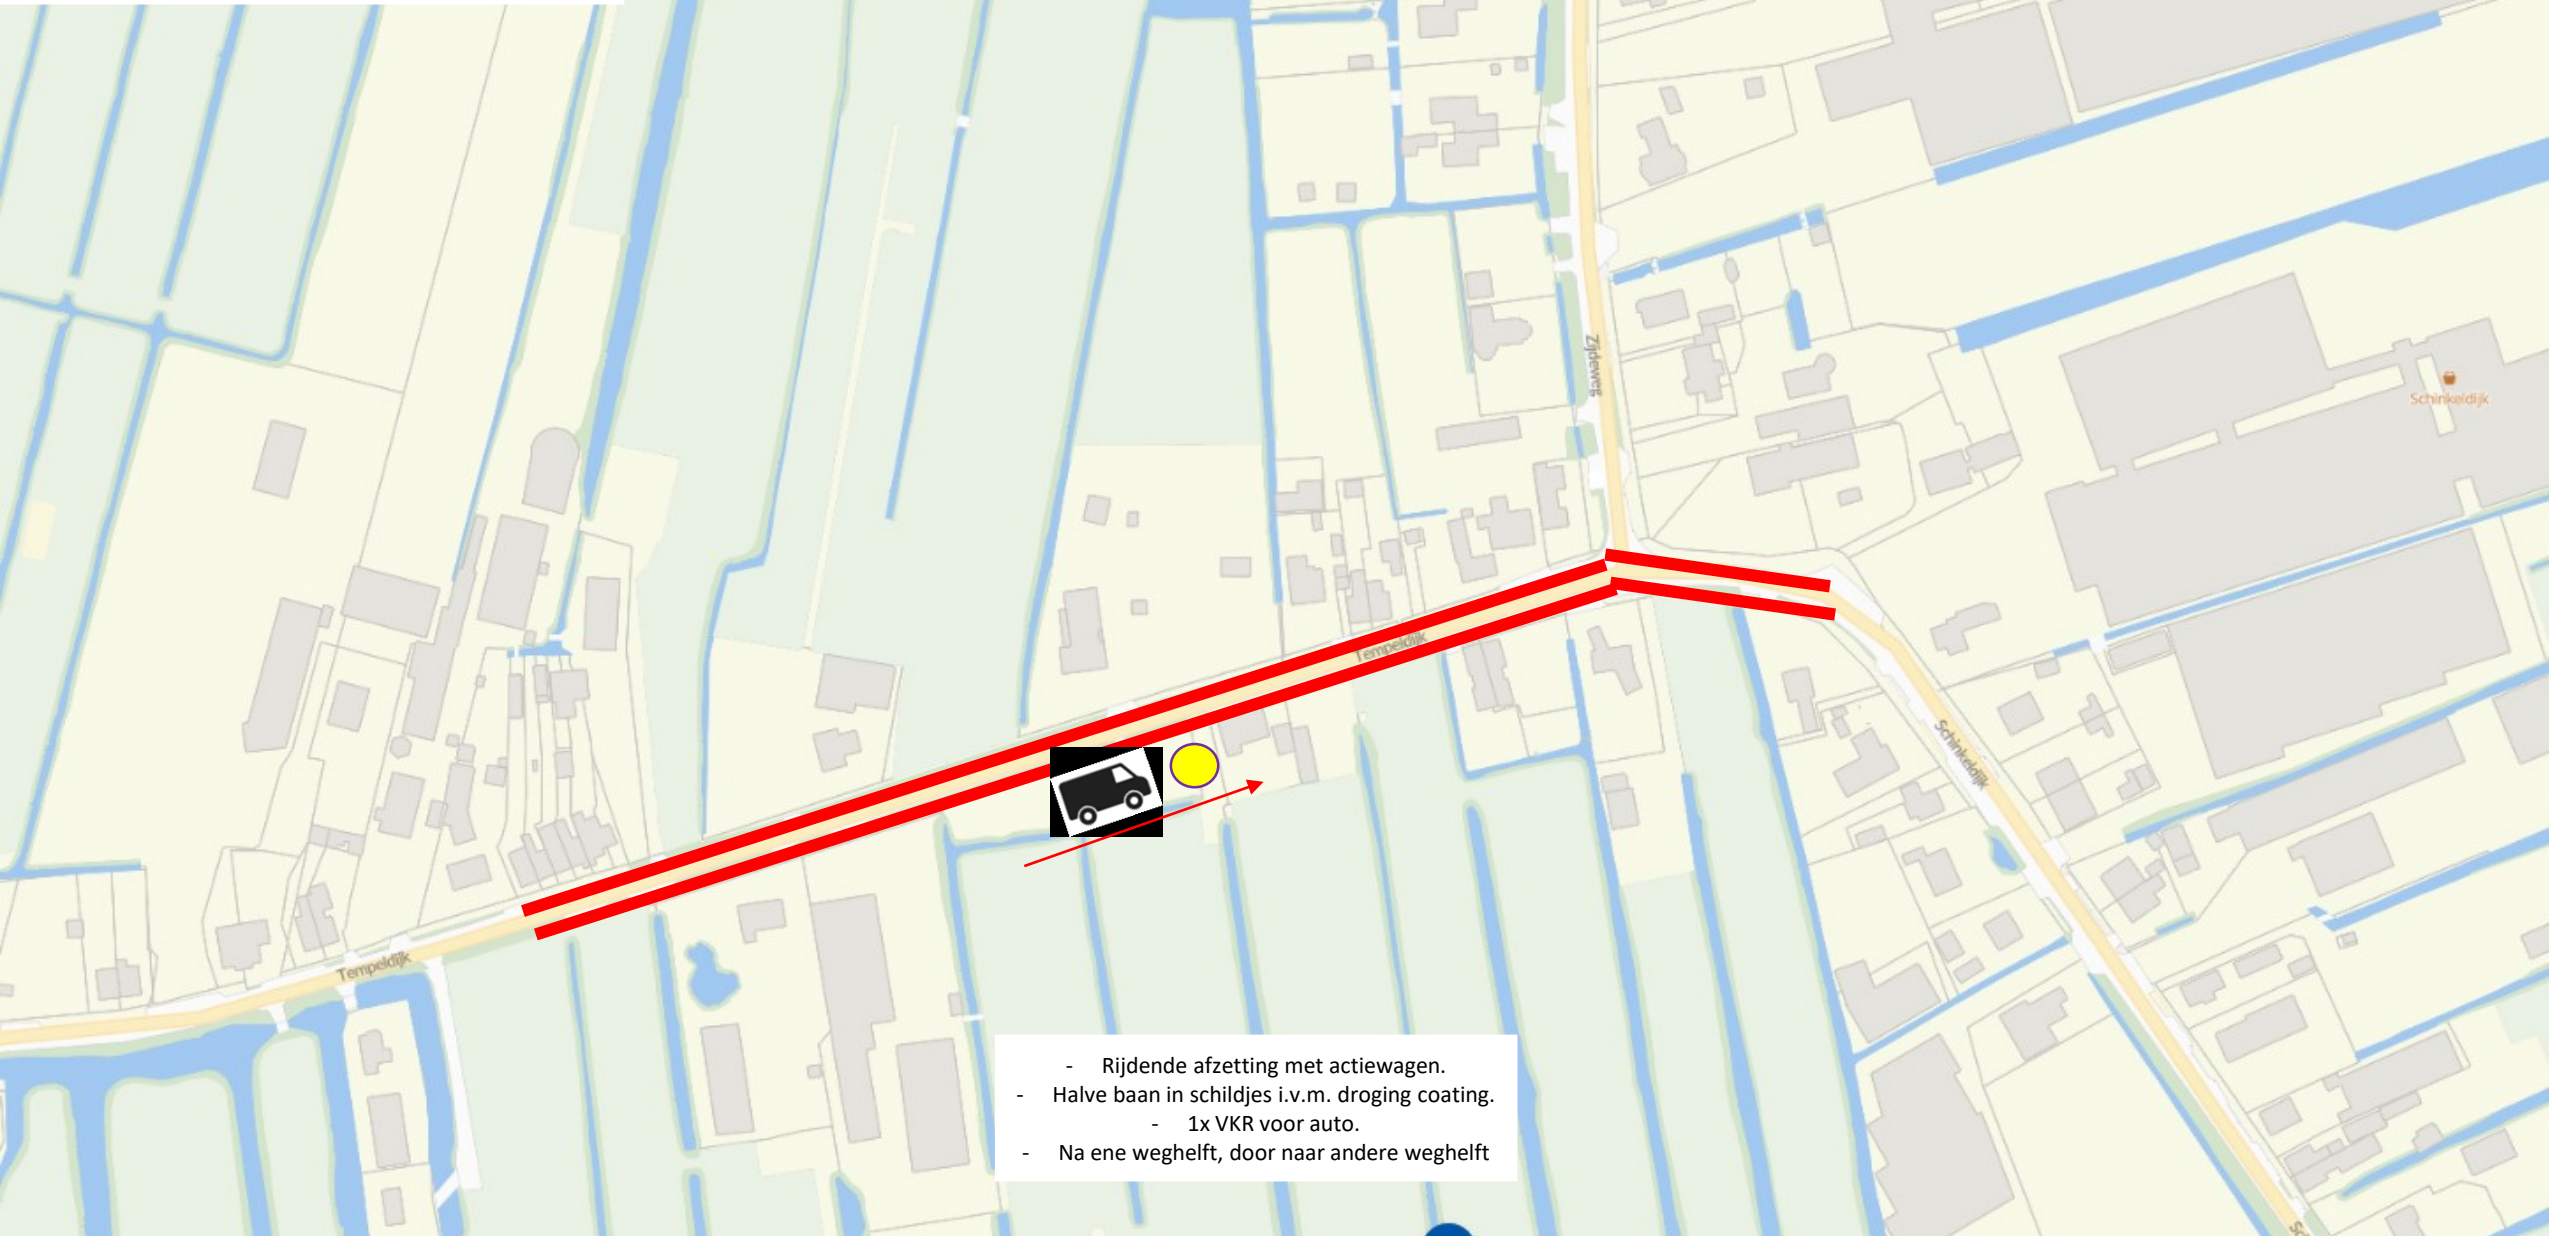 Zijdeweg
Schinkeldijk
Tempeldijk
Schinkeldijk
Tempeldijk
- Rijdende afzetting met actiewagen.
- Halve baan in schildjes i.v.m. droging coating.
- 1x VKR voor auto.
- Na ene weghelft, door naar andere weghelft